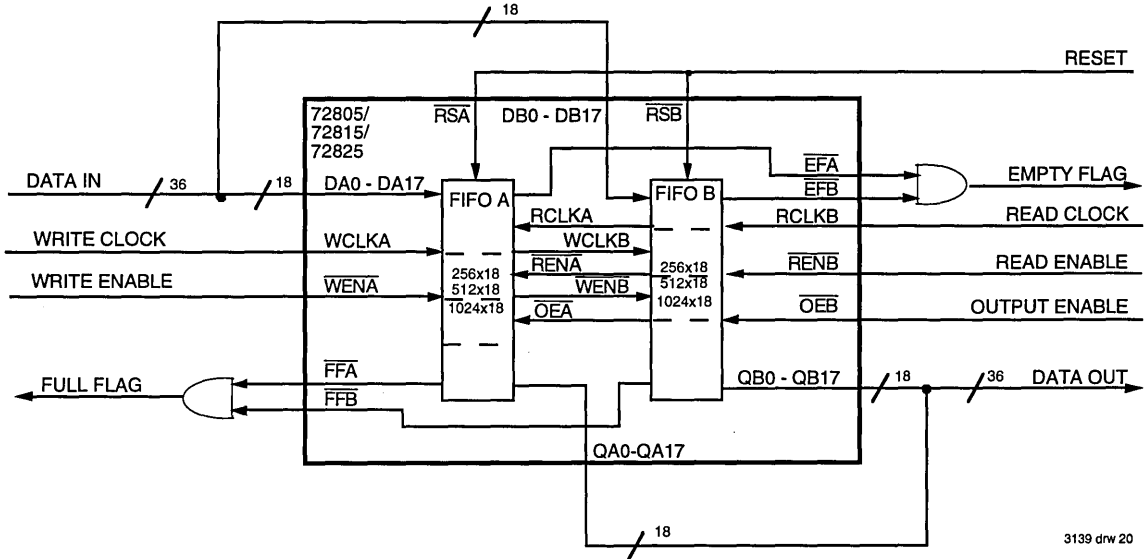 18
RESET
72805/
72815/
72825
RSA
DB0 - DB17
RSB
DATA IN
36
18
DA0 - DA17
FIFO A
FIFO B
EFA
EFB
EMPTY FLAG
RCLKA
RCLKB
READ CLOCK
WRITE CLOCK
WCLKA
WCLKB
WRITE ENABLE
WENA
256x18
512x18
1024x18
RENA
WENB
OEA
256x18
512x18
1024x18
RENB
READ ENABLE
OEB
OUTPUT ENABLE
FULL FLAG
FFA
FFB
QB0 - QB17
18
36
DATA OUT
QA0-QA17
18
3139 drw 20